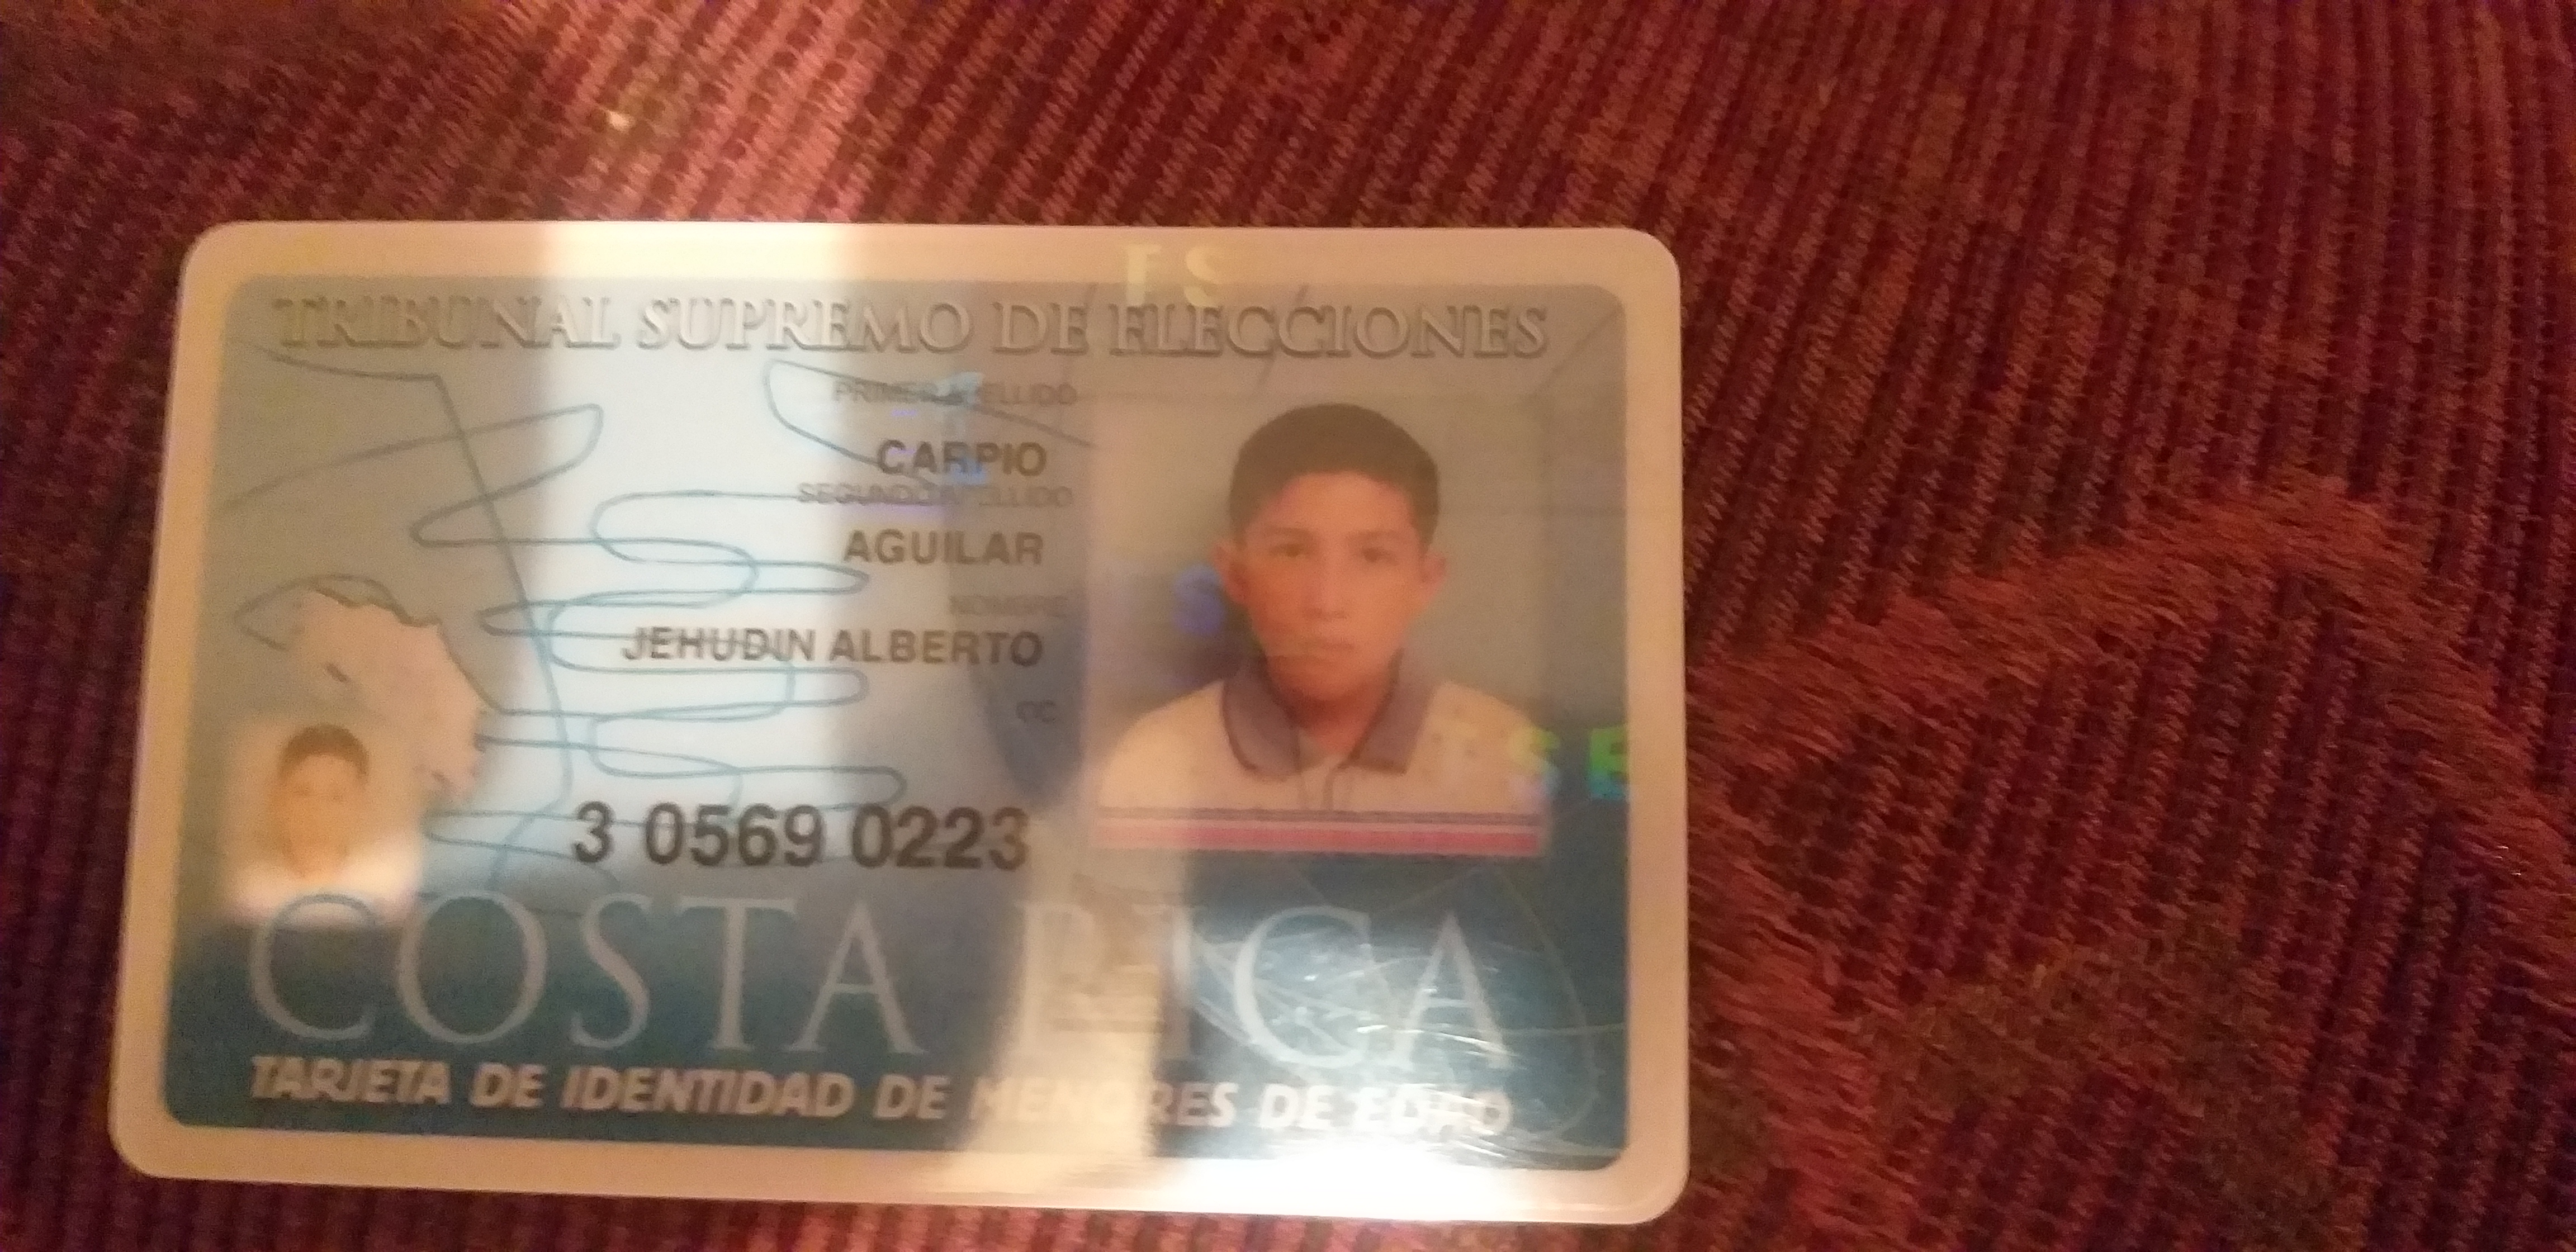 TRIBUNAL SUPREMO DE ELECCIONES
PRIMER APELLIDO
CARPIO
SEGUNDO APELLIDO
AGUILAR
NOMBRE
JEHUDIN ALBERTO
CC
3 0569 0223
COSTA RICA
TARJETA DE IDENTIDAD DE MENORES DE EDAD